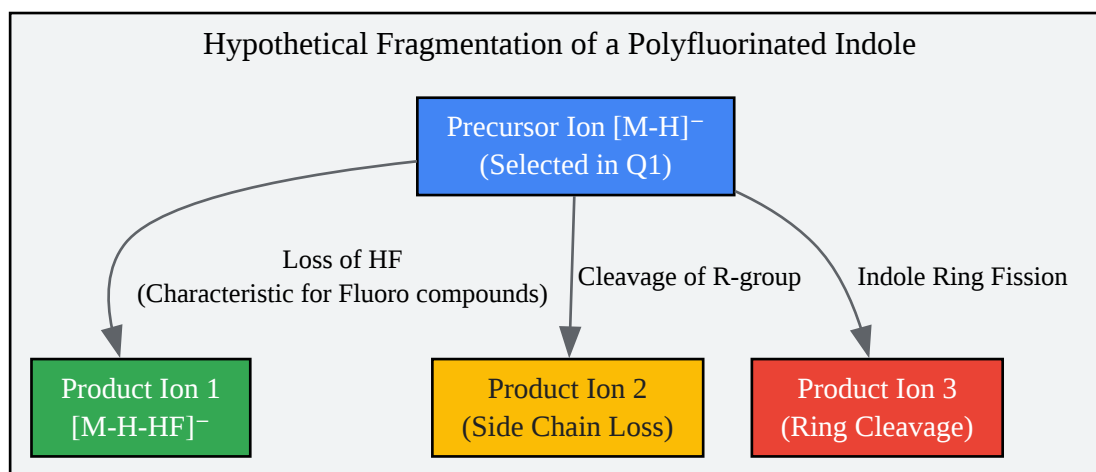 Hypothetical Fragmentation of a Polyfluorinated Indole
Precursor Ion [M-H]⁻
(Selected in Q1)
Loss of HF
(Characteristic for Fluoro compounds)
Cleavage of R-group
Indole Ring Fission
Product Ion 1
[M-H-HF]⁻
Product Ion 2
(Side Chain Loss)
Product Ion 3
(Ring Cleavage)